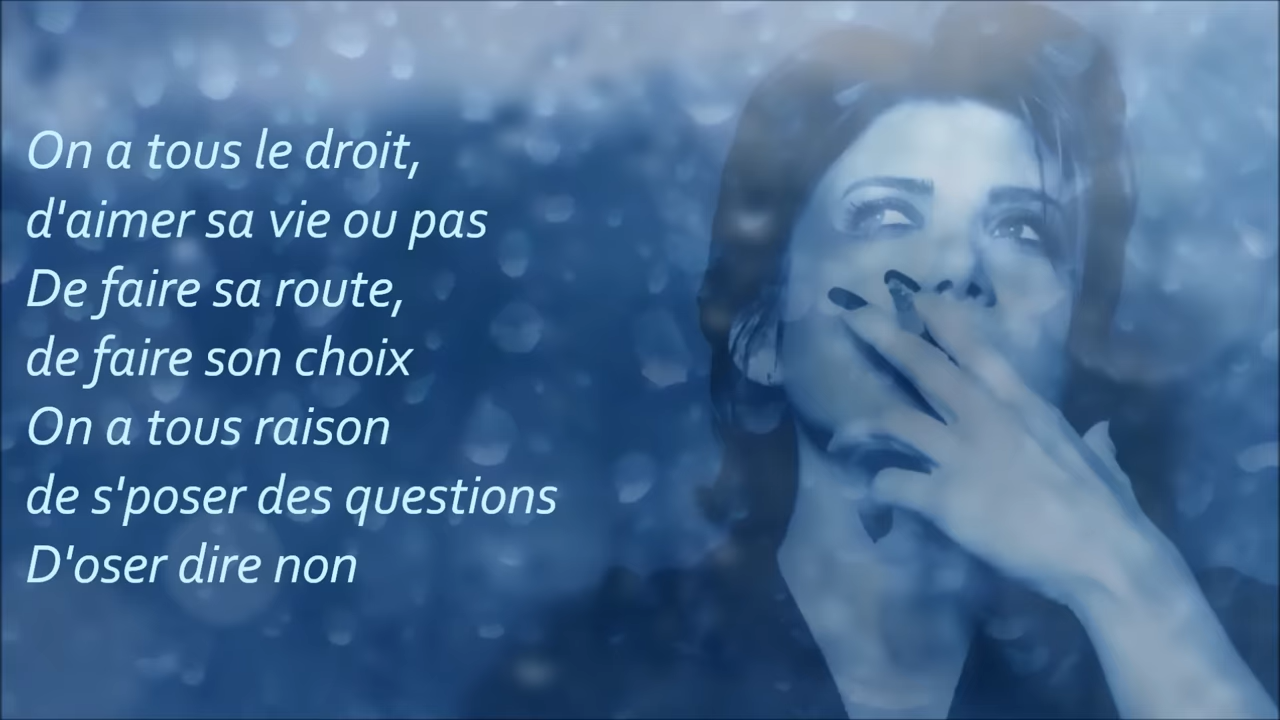 On a tous le droit,
d'aimer sa vie ou pas
De faire sa route,
de faire son choix
On a tous raison
de s'poser des questions
D'oser dire non